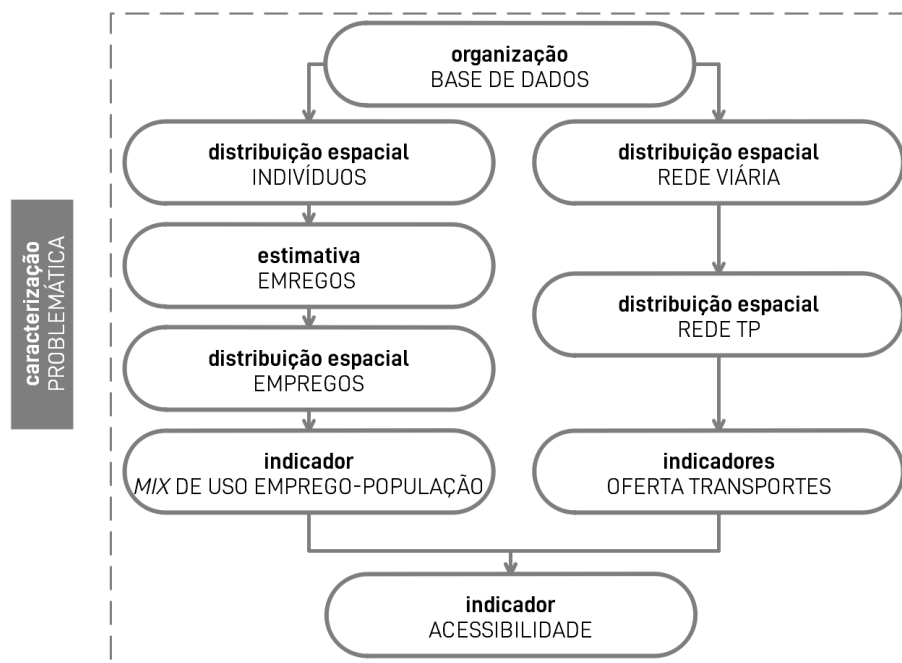 organização
BASE DE DADOS
distribuição espacial
INDIVÍDUOS
distribuição espacial
REDE VIÁRIA
estimativa
EMREGOS
distribuição espacial
REDE TP
distribuição espacial
EMPREGOS
indicador
MIX DE USO EMPREGO-POPULAÇÃO
indicadores
OFERTA TRANSPORTES
indicador
ACESSIBILIDADE
caracterização
PROBLEMÁTICA